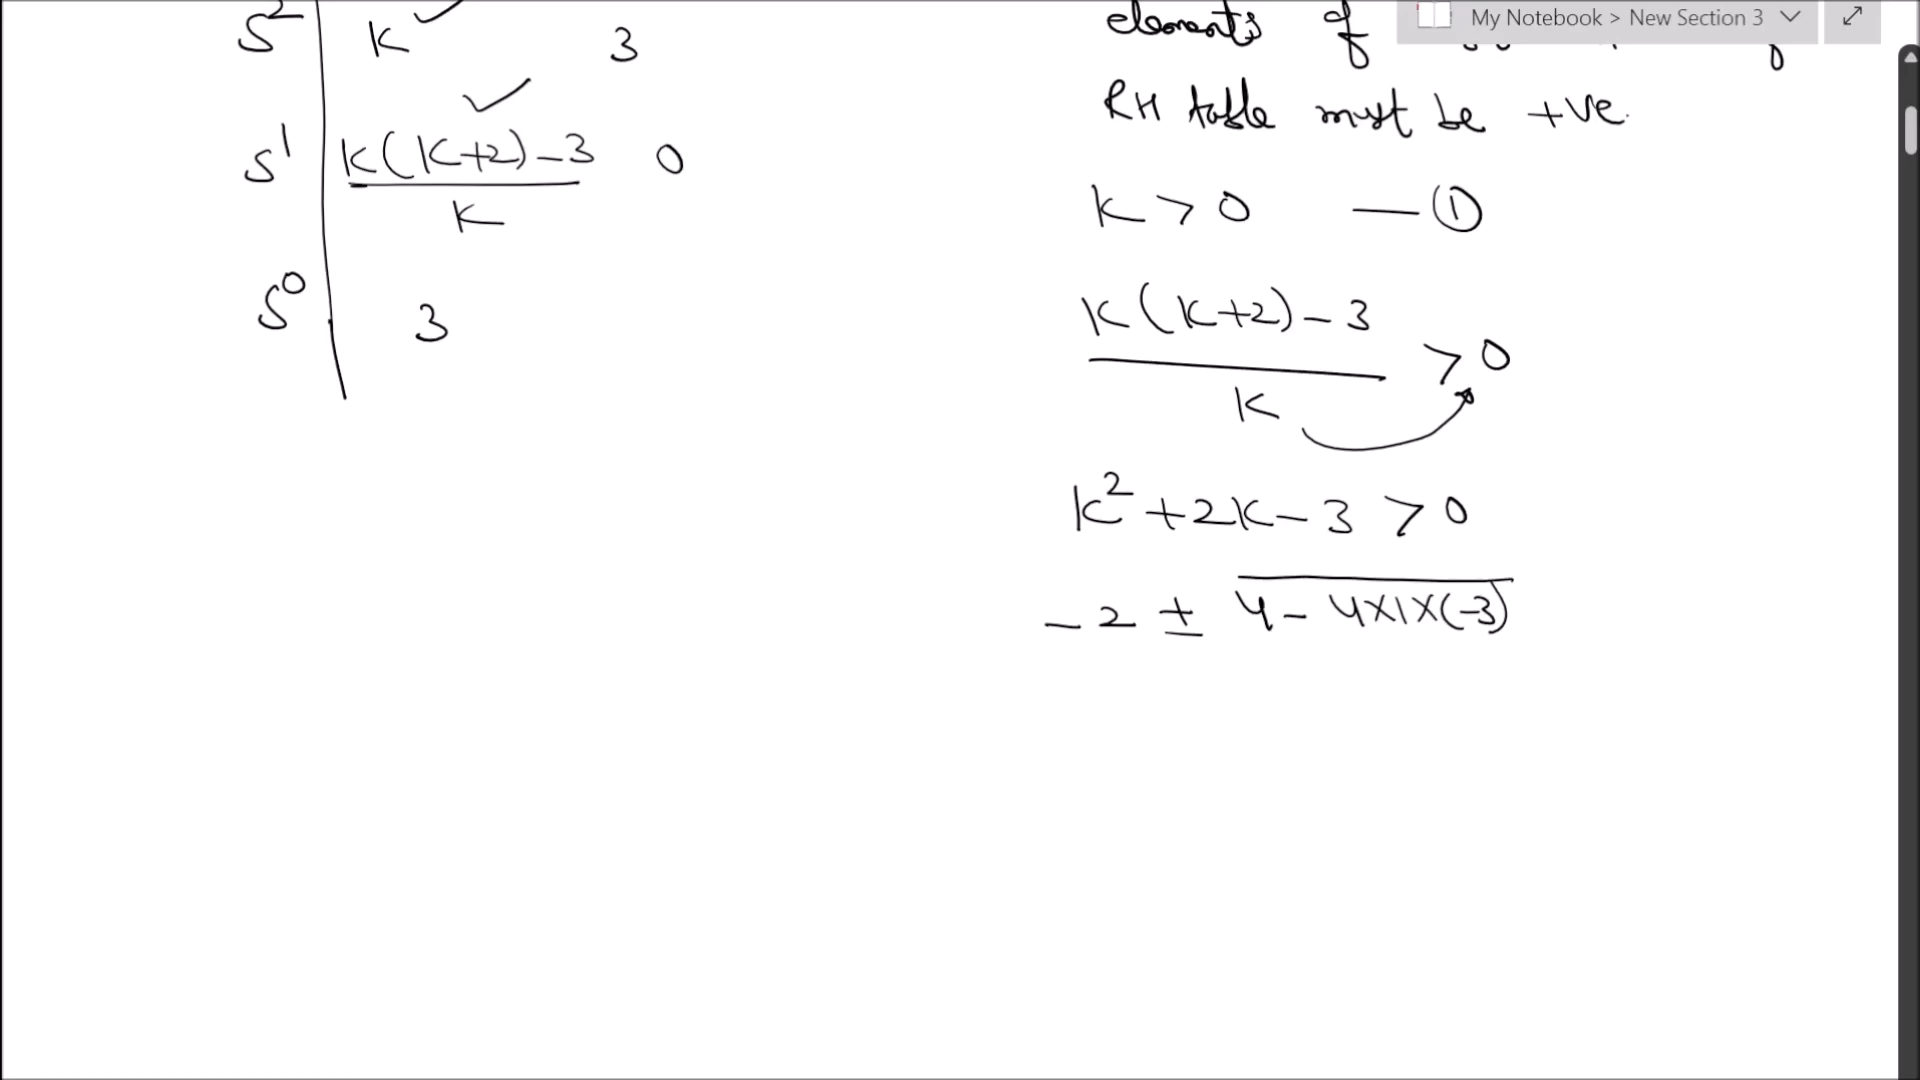 My Notebook > New Section 3
S² K 3
S¹ K(K+2)-3 0
K
S⁰ 3
elements of
RH table must be +ve.
K > 0 — ①
K(K+2)-3
> 0
K
K² + 2K - 3 > 0
- 2 ± 4 - 4×1×(-3)